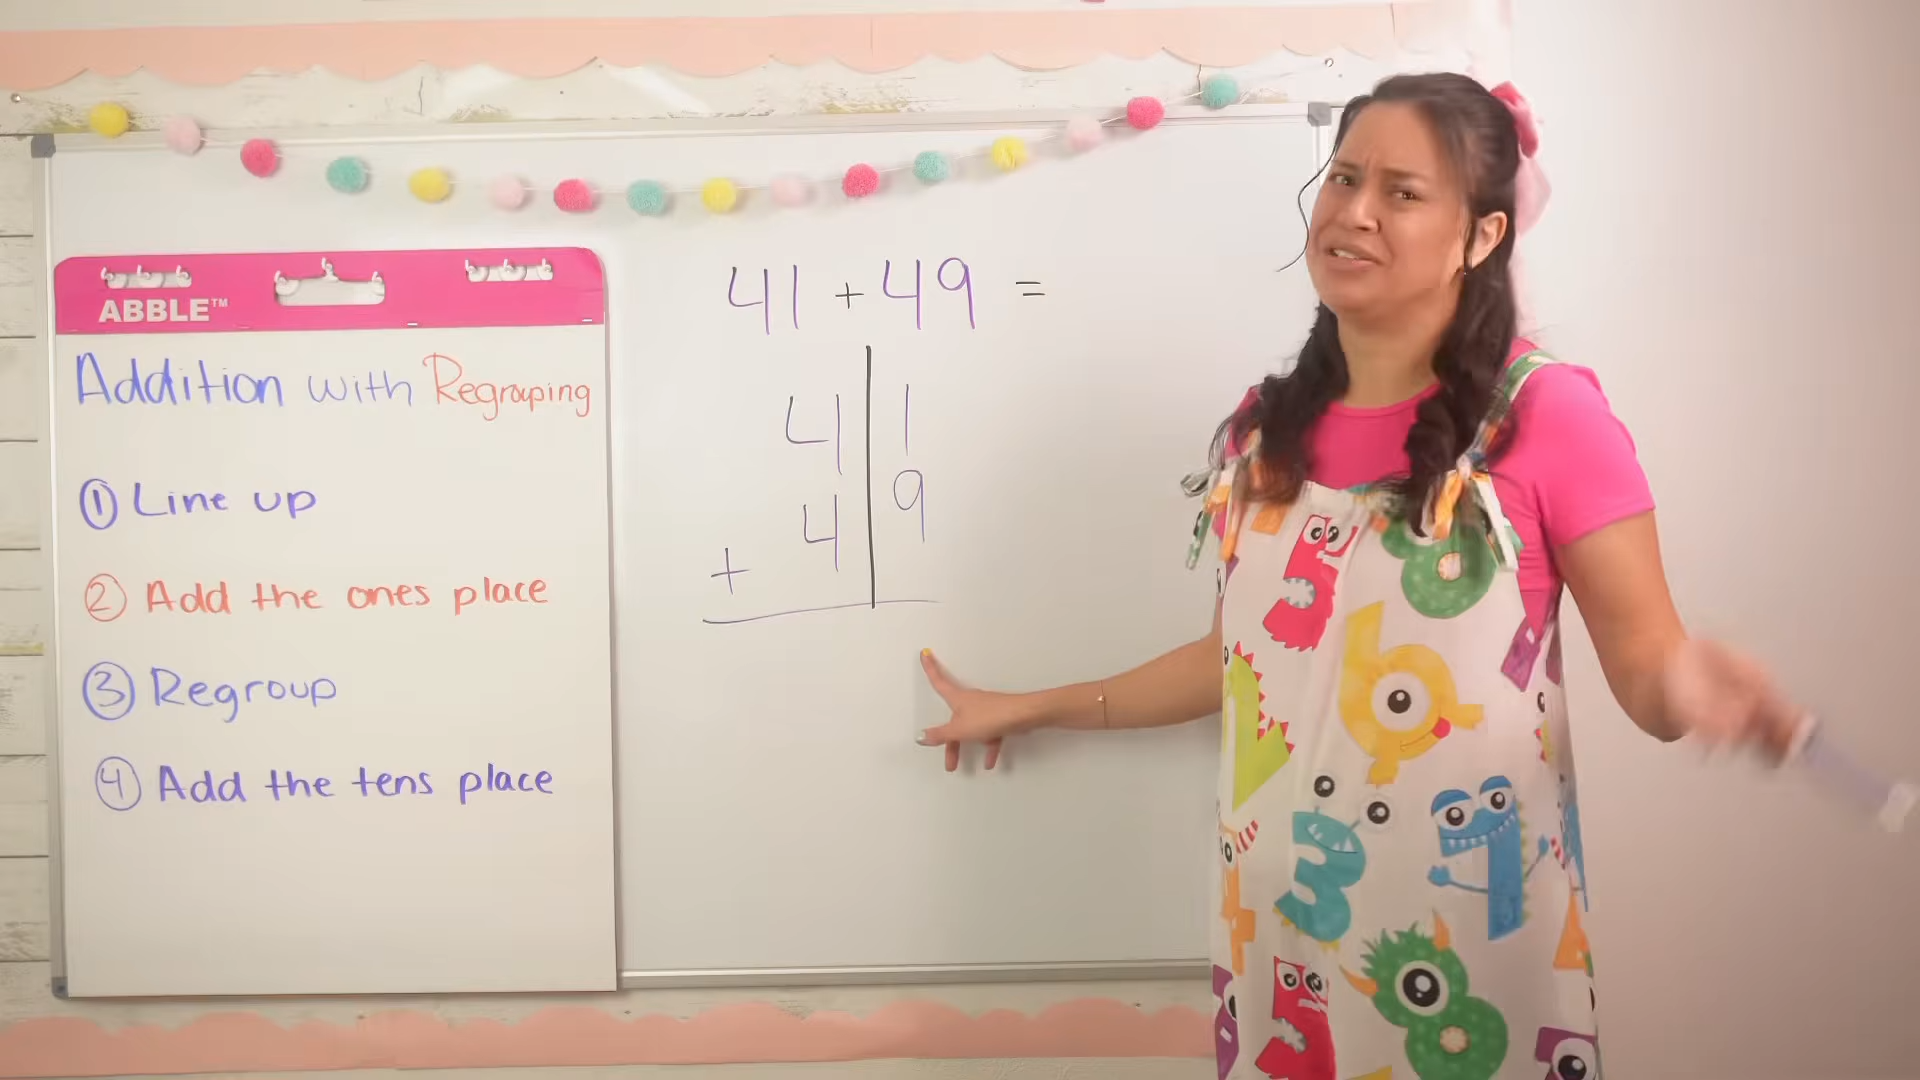 ABBLE™
Addition with Regrouping
① Line up
② Add the ones place
③ Regroup
④ Add the tens place
41 + 49 =
4 1
+ 4 9